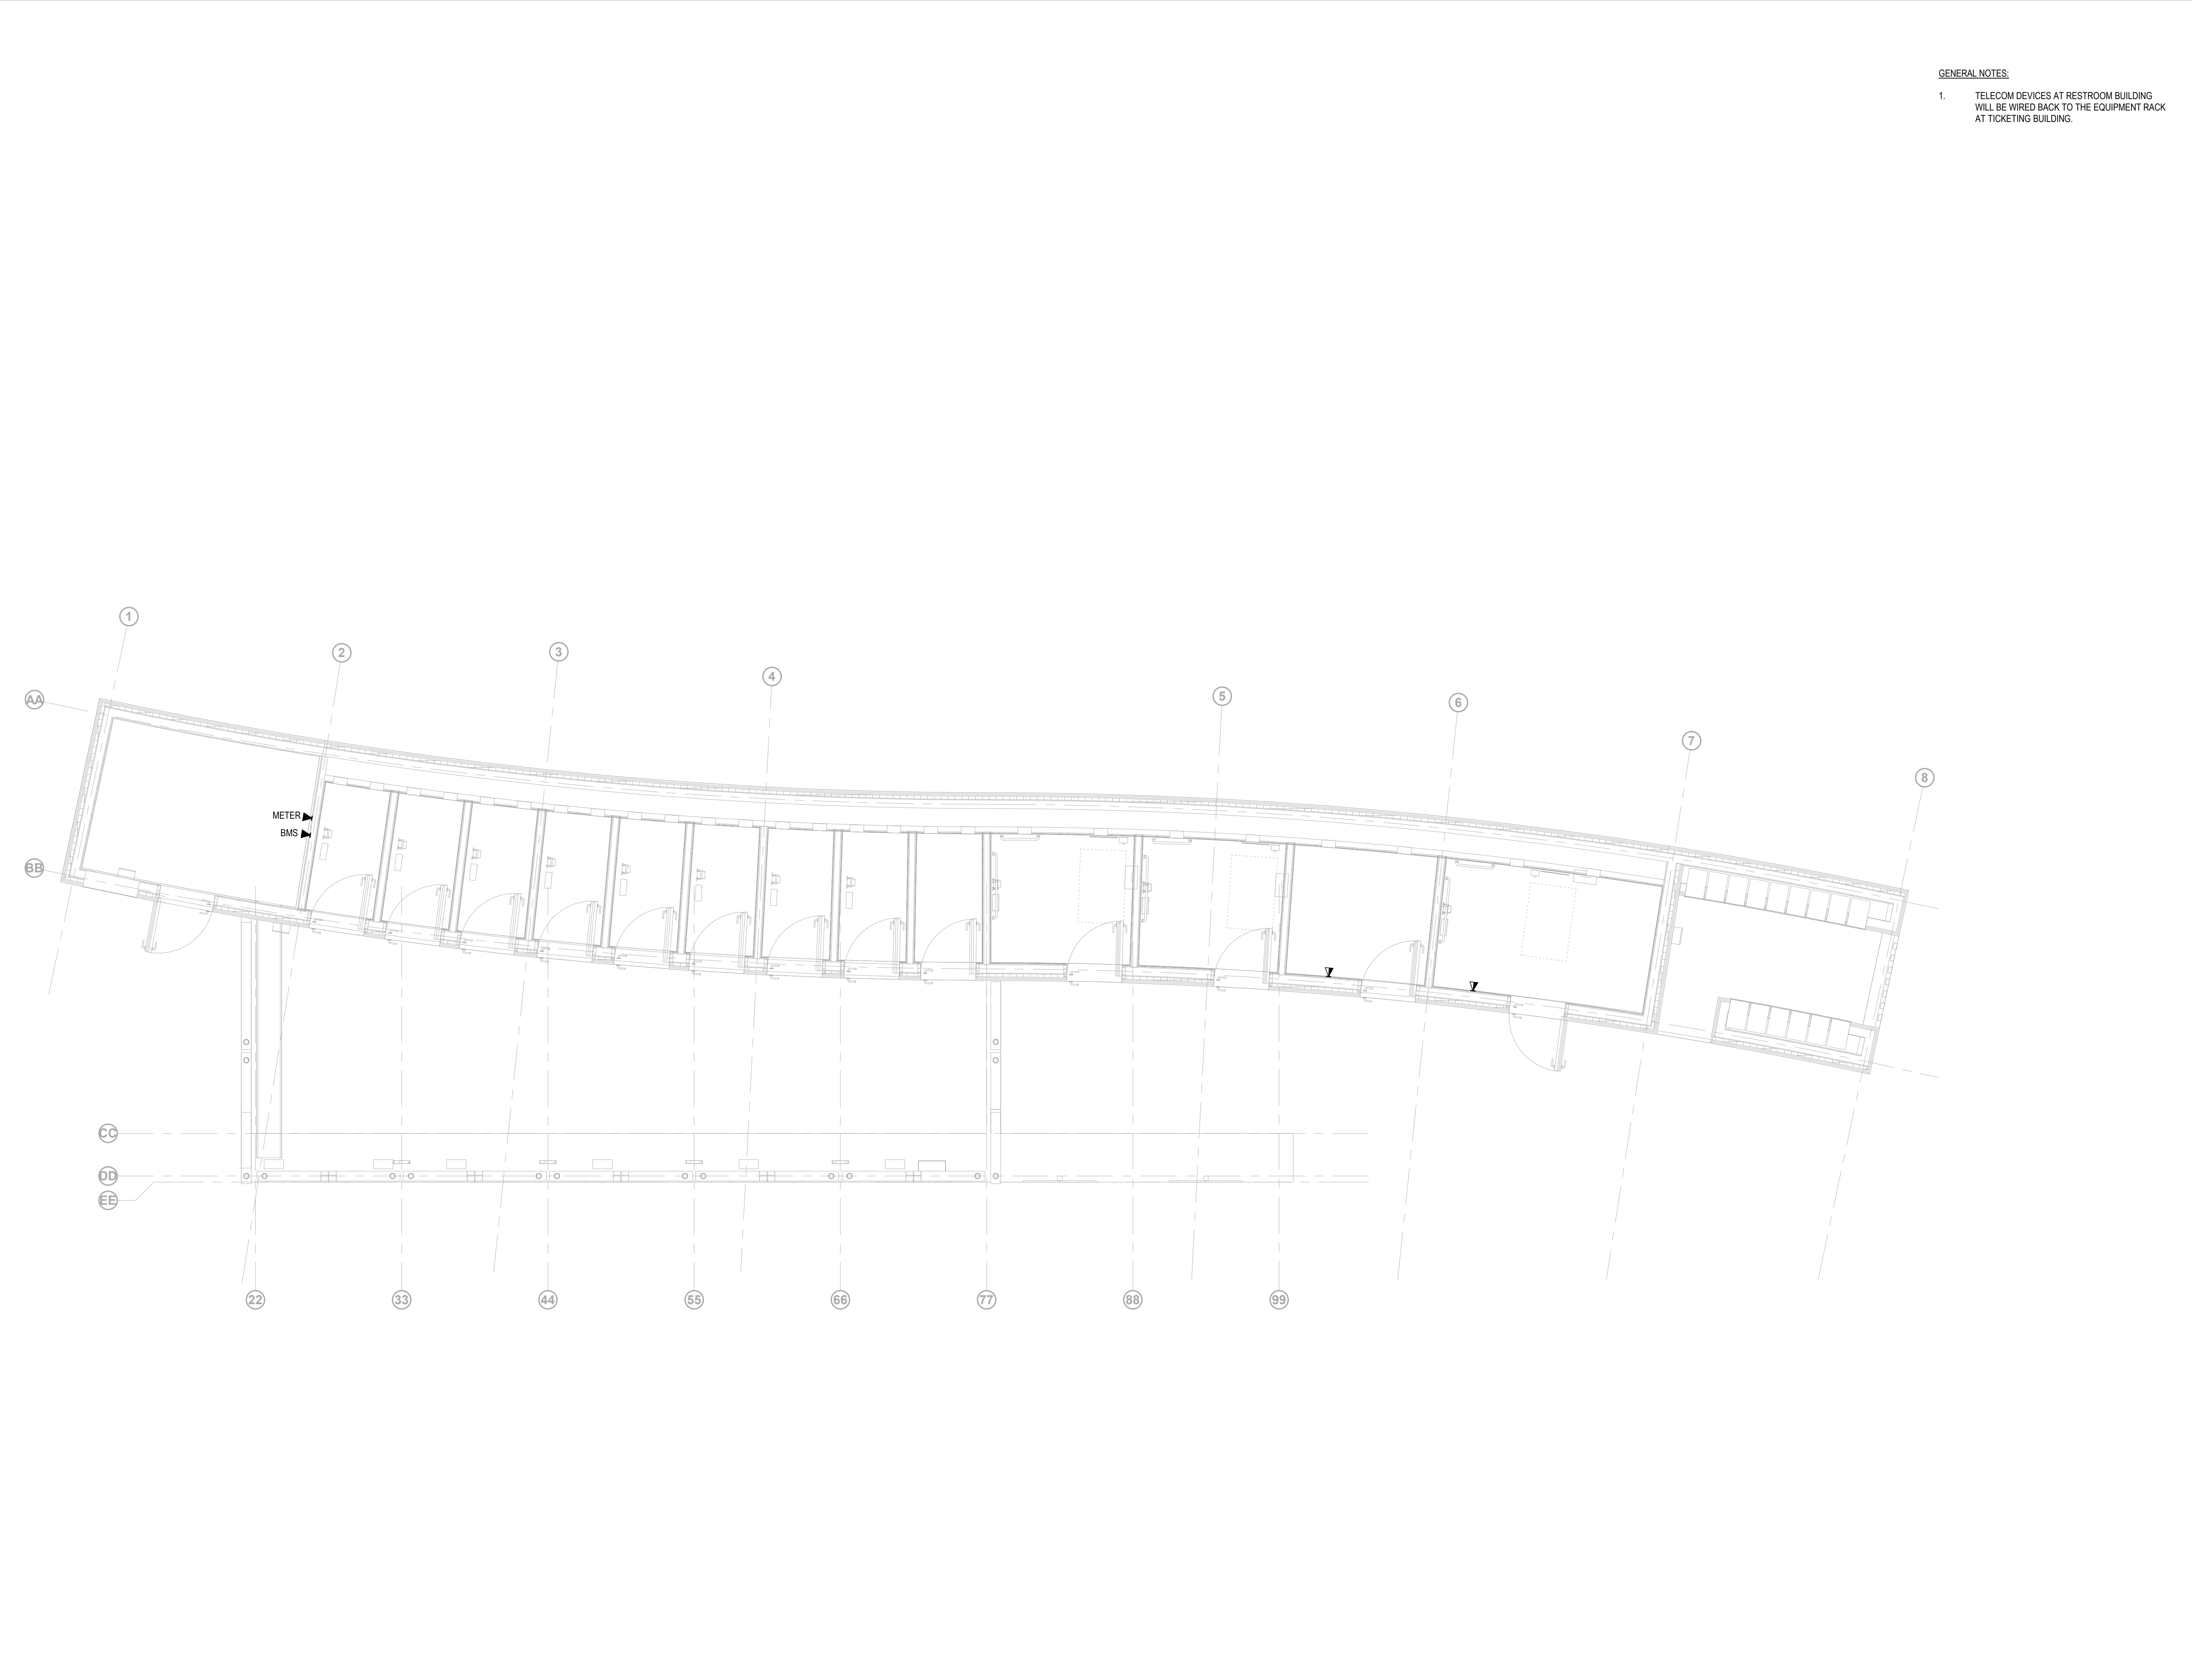 GENERAL NOTES:
1. TELECOM DEVICES AT RESTROOM BUILDING
WILL BE WIRED BACK TO THE EQUIPMENT RACK
AT TICKETING BUILDING.
1
2
3
4
5
6
7
8
AA
BB
METER
BMS
CC
DD
EE
22
33
44
55
66
77
88
99